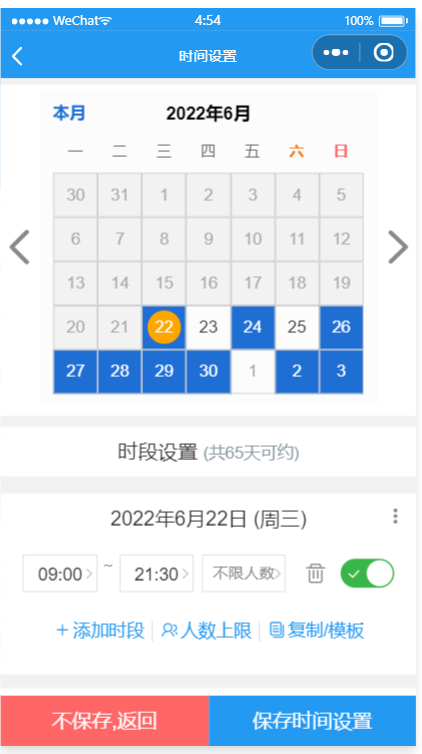 WeChat 4:54 100%
时间设置
本月 2022年6月
一 二 三 四 五 六 日
30 31 1 2 3 4 5
6 7 8 9 10 11 12
13 14 15 16 17 18 19
20 21 22 23 24 25 26
27 28 29 30 1 2 3
时段设置 (共65天可约)
2022年6月22日 (周三)
09:00 ~ 21:30 不限人数
+ 添加时段 人数上限 复制/模板
不保存,返回 保存时间设置